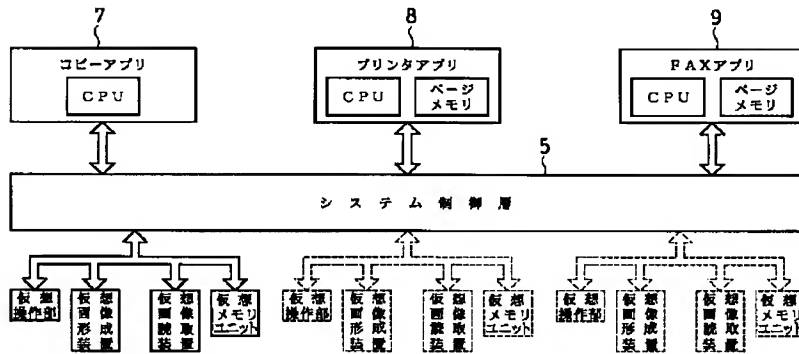 7
8
9
コピーアプリ
CPU
プリンタアプリ
CPU
ページ
メモリ
FAXアプリ
CPU
ページ
メモリ
5
システム制御層
仮想
操作部
仮想
画像
形成
装置
仮想
画像
読取
装置
仮想
メモリ
ユニット
仮想
操作部
仮想
画像
形成
装置
仮想
画像
読取
装置
仮想
メモリ
ユニット
仮想
操作部
仮想
画像
形成
装置
仮想
画像
読取
装置
仮想
メモリ
ユニット